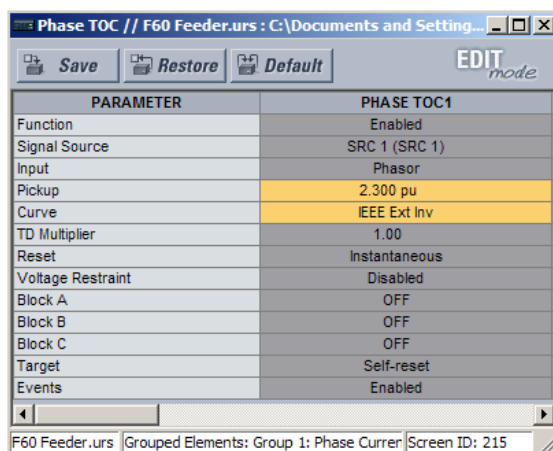 Phase TOC // F60 Feeder.urs : C:\Documents and Setting...
Save Restore Default EDIT mode
PARAMETER PHASE TOC1
Function Enabled
Signal Source SRC 1 (SRC 1)
Input Phasor
Pickup 2.300 pu
Curve IEEE Ext Inv
TD Multiplier 1.00
Reset Instantaneous
Voltage Restraint Disabled
Block A OFF
Block B OFF
Block C OFF
Target Self-reset
Events Enabled
F60 Feeder.urs Grouped Elements: Group 1: Phase Currer Screen ID: 215